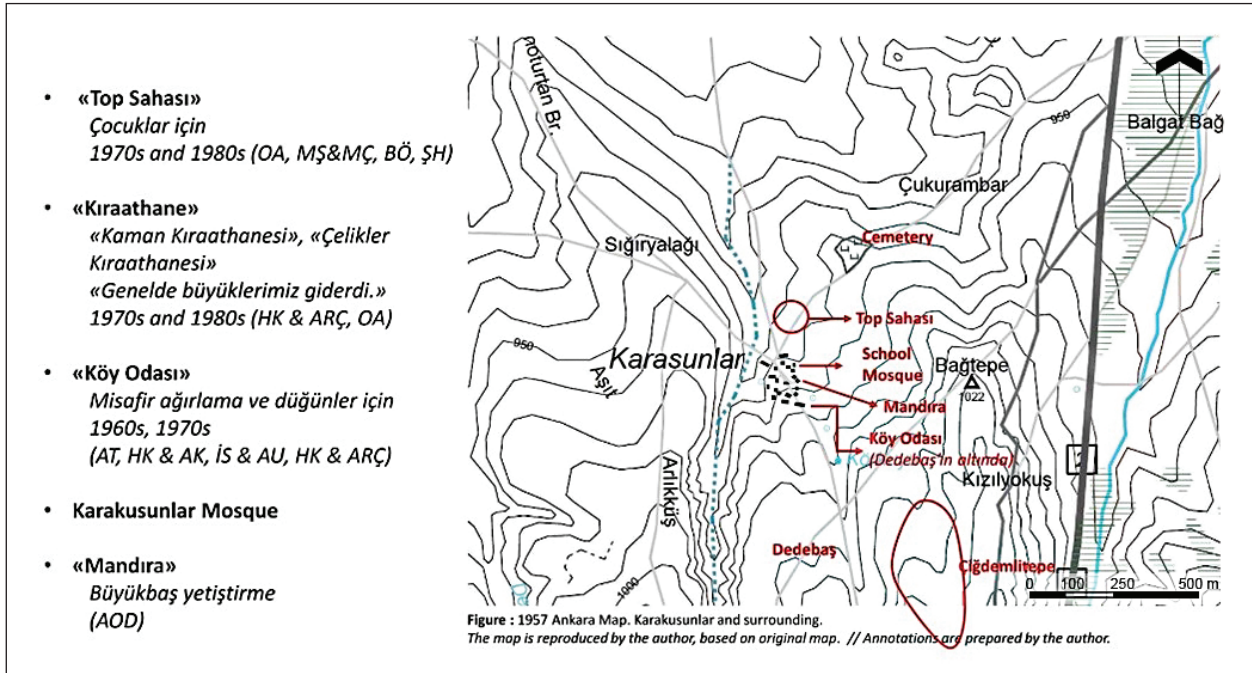 • «Top Sahası»
Çocuklar için
1970s and 1980s (OA, MŞ&MÇ, BÖ, ŞH)
• «Kıraathane»
«Kaman Kıraathanesi», «Çelikler
Kıraathanesi»
«Genelde büyüklerimiz giderdi.»
1970s and 1980s (HK & ARÇ, OA)
• «Köy Odası»
Misafir ağırlama ve düğünler için
1960s, 1970s
(AT, HK & AK, İS & AU, HK & ARÇ)
• Karakusunlar Mosque
• «Mandıra»
Büyükbaş yetiştirme
(AOD)
Br.
950
Balgat Bağ
Çukurambar
Cemetery
Sığıryalağı
Top Sahası
950
Karasunlar
School
Mosque
Bağtepe
1022
Aşıt
Mandıra
Köy Odası
(Dedebaş'ın altında)
Kızılyokuş
2
Arlıkküş
Dedebaş
Çiğdemlitepe
1000
0 100 250 500 m
Figure : 1957 Ankara Map. Karakusunlar and surrounding.
The map is reproduced by the author, based on original map. // Annotations are prepared by the author.